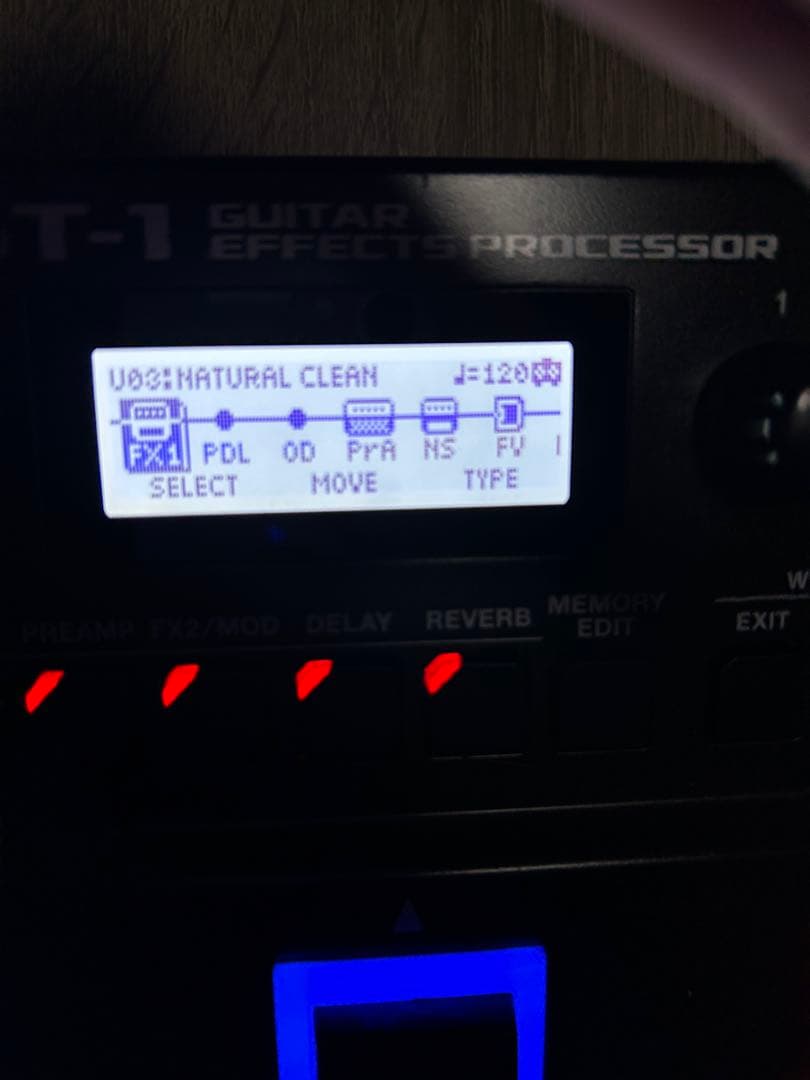 T-1 GUITAR
EFFECTS PROCESSOR
1
U03:NATURAL CLEAN ♩=120
FX1 PDL OD PrA NS FV
SELECT MOVE TYPE
W
PREAMP FX2/MOD DELAY REVERB MEMORY
EDIT EXIT